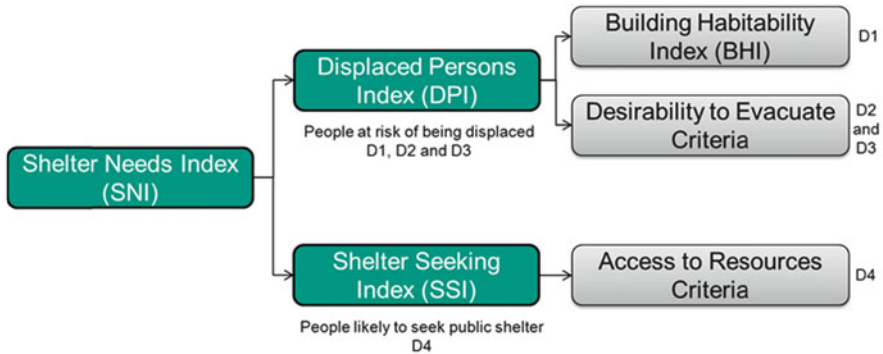 Shelter Needs Index
(SNI)
Displaced Persons
Index (DPI)
People at risk of being displaced
D1, D2 and D3
Building Habitability
Index (BHI)
D1
Desirability to Evacuate
Criteria
D2
and
D3
Shelter Seeking
Index (SSI)
People likely to seek public shelter
D4
Access to Resources
Criteria
D4